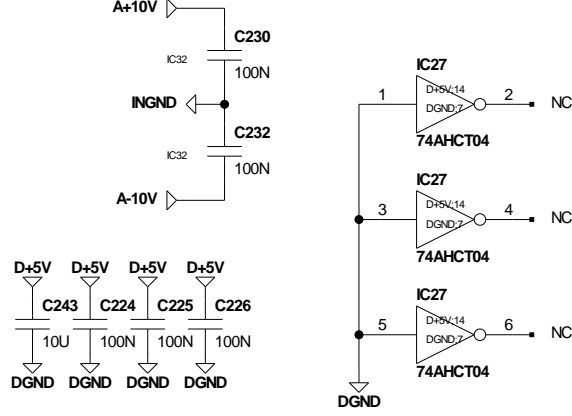 A+10V
C230
IC32
100N
INGND
C232
IC32
100N
A-10V
D+5V D+5V D+5V D+5V
C243 C224 C225 C226
10U 100N 100N 100N
DGND DGND DGND DGND
IC27
1 D+5V;14 2 NC
DGND;7
74AHCT04
IC27
3 D+5V;14 4 NC
DGND;7
74AHCT04
IC27
5 D+5V;14 6 NC
DGND;7
74AHCT04
DGND